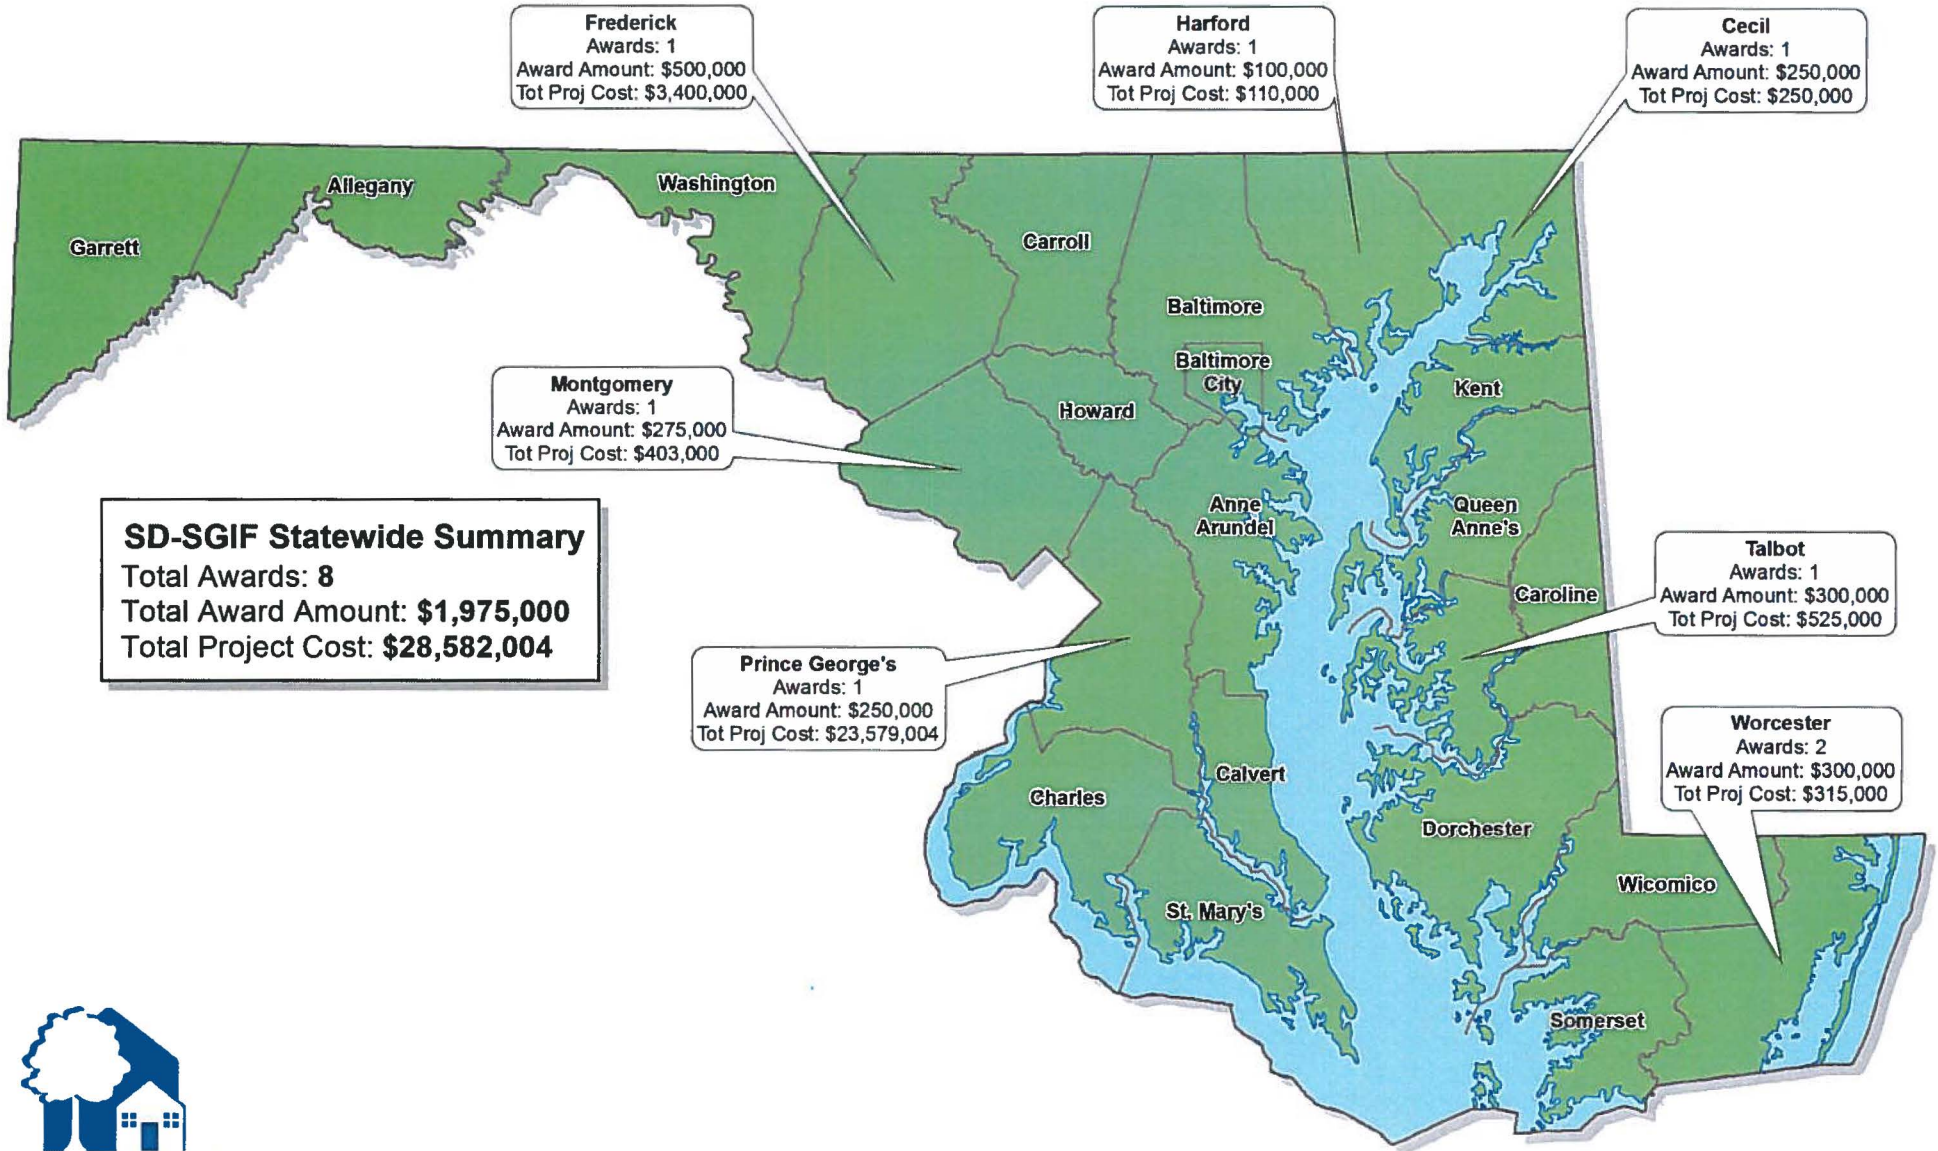 Frederick
Awards: 1
Award Amount: $500,000
Tot Proj Cost: $3,400,000
Harford
Awards: 1
Award Amount: $100,000
Tot Proj Cost: $110,000
Cecil
Awards: 1
Award Amount: $250,000
Tot Proj Cost: $250,000
Garrett
Allegany
Washington
Carroll
Baltimore
Baltimore
City
Kent
Howard
Montgomery
Awards: 1
Award Amount: $275,000
Tot Proj Cost: $403,000
SD-SGIF Statewide Summary
Total Awards: 8
Total Award Amount: $1,975,000
Total Project Cost: $28,582,004
Anne
Arundel
Queen
Anne's
Caroline
Talbot
Awards: 1
Award Amount: $300,000
Tot Proj Cost: $525,000
Prince George's
Awards: 1
Award Amount: $250,000
Tot Proj Cost: $23,579,004
Worcester
Awards: 2
Award Amount: $300,000
Tot Proj Cost: $315,000
Calvert
Charles
Dorchester
Wicomico
St. Mary's
Somerset